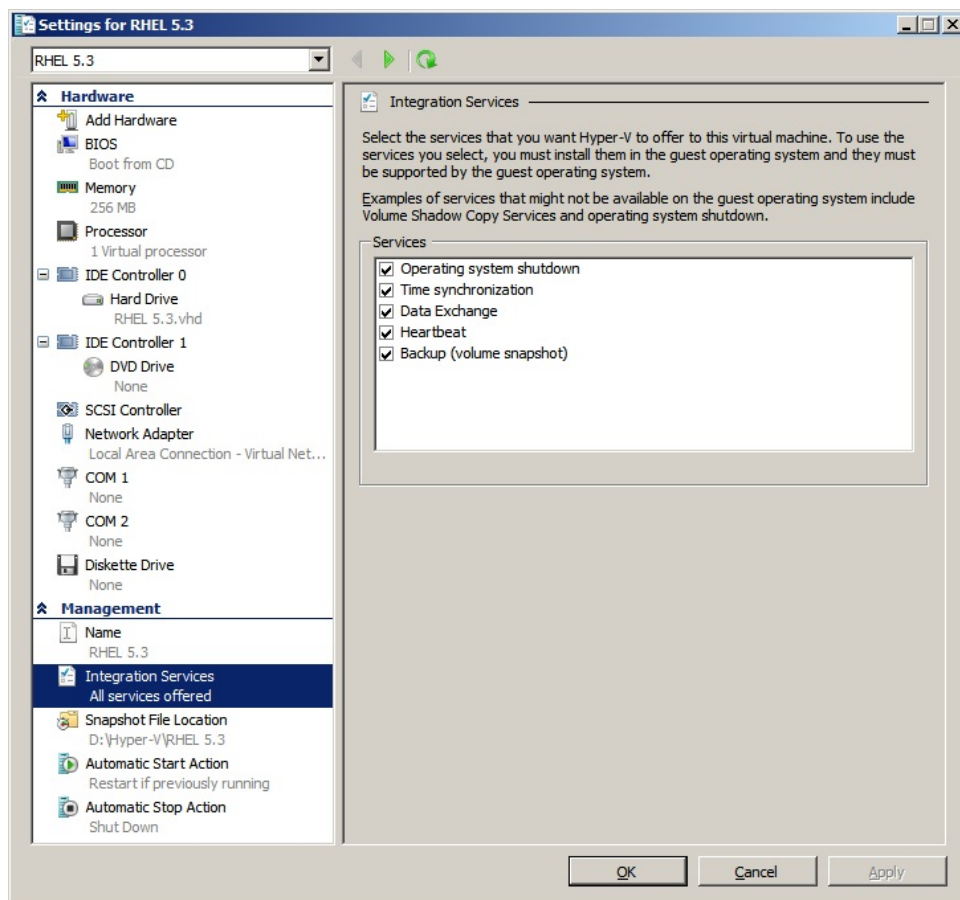 Settings for RHEL 5.3
RHEL 5.3
Hardware
Add Hardware
BIOS
Boot from CD
Memory
256 MB
Processor
1 Virtual processor
IDE Controller 0
Hard Drive
RHEL 5.3.vhd
IDE Controller 1
DVD Drive
None
SCSI Controller
Network Adapter
Local Area Connection - Virtual Net...
COM 1
None
COM 2
None
Diskette Drive
None
Management
Name
RHEL 5.3
Integration Services
All services offered
Snapshot File Location
D:\Hyper-V\RHEL 5.3
Automatic Start Action
Restart if previously running
Automatic Stop Action
Shut Down
Integration Services
Select the services that you want Hyper-V to offer to this virtual machine. To use the
services you select, you must install them in the guest operating system and they must
be supported by the guest operating system.
Examples of services that might not be available on the guest operating system include
Volume Shadow Copy Services and operating system shutdown.
Services
Operating system shutdown
Time synchronization
Data Exchange
Heartbeat
Backup (volume snapshot)
OK
Cancel
Apply